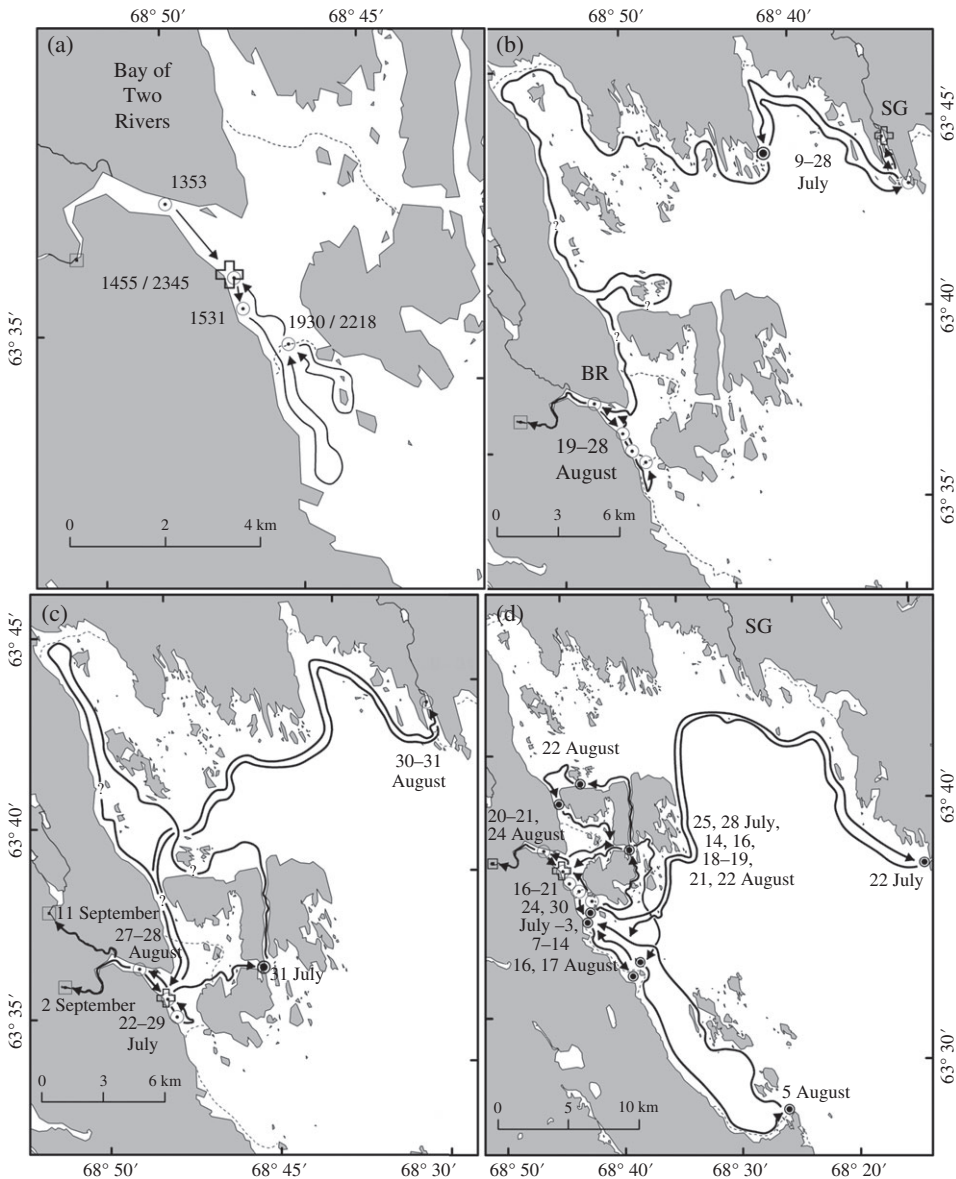 68° 50′ 68° 45′
68° 50′ 68° 40′
(a)
Bay of
Two
Rivers
1353
1455 / 2345
1531
1930 / 2218
63° 35′
0 2 4 km
(b)
SG
63° 45′
9–28
July
?
?
63° 40′
?
BR
19–28
August
63° 35′
0 3 6 km
(c)
63° 45′
30–31
August
?
63° 40′
?
?
11 September
27–28
August
31 July
2 September
22–29
July
63° 35′
0 3 6 km
68° 50′ 68° 45′ 68° 30′
(d)
SG
22 August
63° 40′
20–21,
24 August
25, 28 July,
14, 16,
18–19,
21, 22 August
22 July
16–21
24, 30
July –3,
7–14
16, 17 August
63° 30′
5 August
0 5 10 km
68° 50′ 68° 40′ 68° 30′ 68° 20′